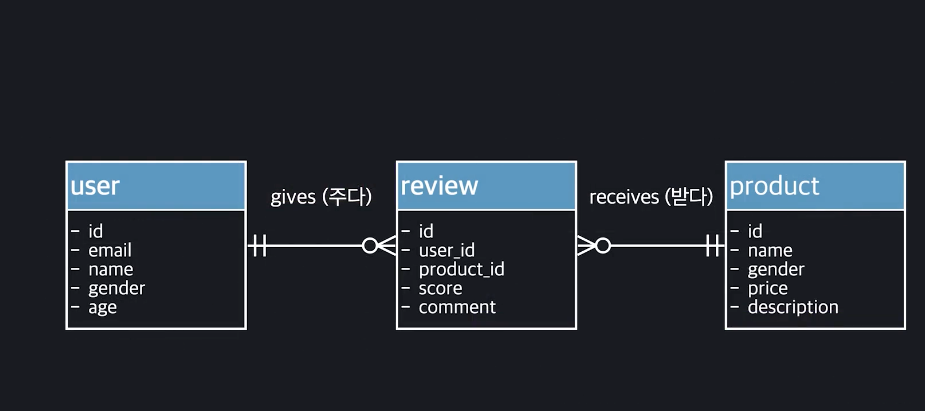 user
- id
- email
- name
- gender
- age
gives (주다)
review
- id
- user_id
- product_id
- score
- comment
receives (받다)
product
- id
- name
- gender
- price
- description